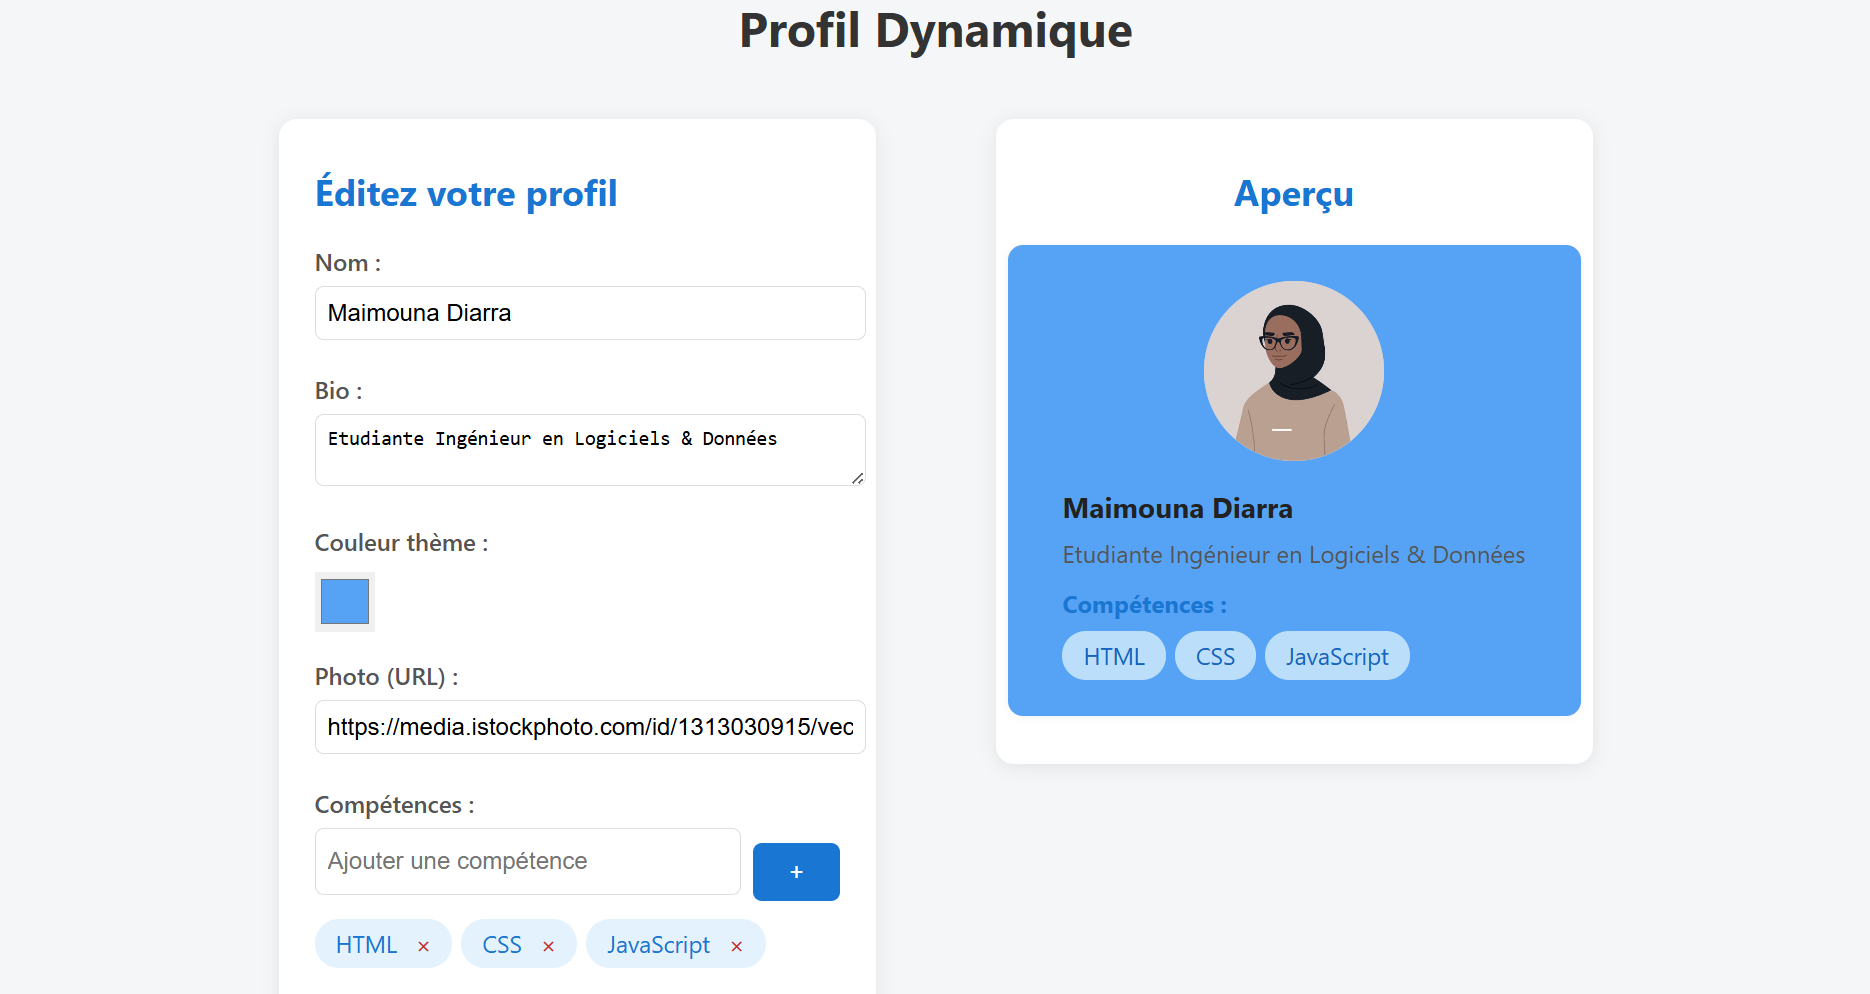 Profil Dynamique
Éditez votre profil
Nom :
Maimouna Diarra
Bio :
Etudiante Ingénieur en Logiciels & Données
Couleur thème :
Photo (URL) :
https://media.istockphoto.com/id/1313030915/vec
Compétences :
Ajouter une compétence
+
HTML × CSS × JavaScript ×
Aperçu
Maimouna Diarra
Etudiante Ingénieur en Logiciels & Données
Compétences :
HTML CSS JavaScript